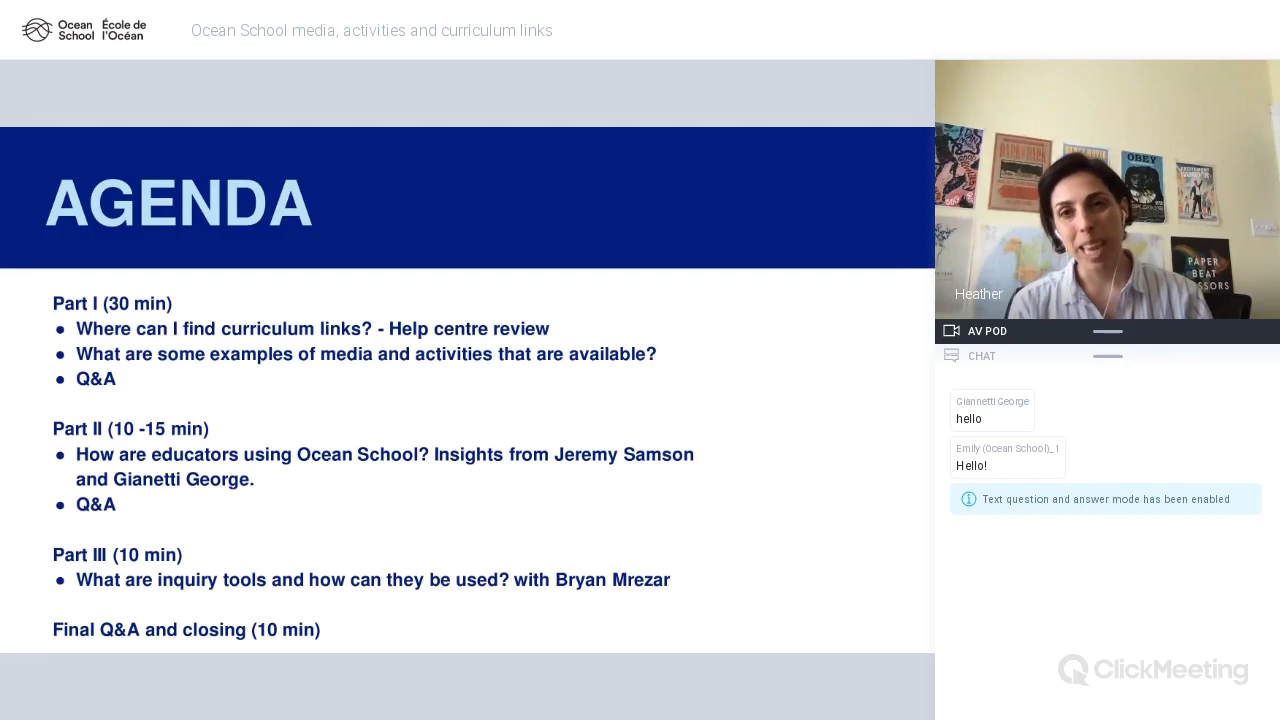 Ocean School
École de l'Océan
Ocean School media, activities and curriculum links
AGENDA
Part I (30 min)
● Where can I find curriculum links? - Help centre review
● What are some examples of media and activities that are available?
● Q&A
Part II (10 -15 min)
● How are educators using Ocean School? Insights from Jeremy Samson
and Gianetti George.
● Q&A
Part III (10 min)
● What are inquiry tools and how can they be used? with Bryan Mrezar
Final Q&A and closing (10 min)
OBEY
PAPER
BEAT
Heather
AV POD
CHAT
Giannetti George
hello
Emily (Ocean School)_1
Hello!
Text question and answer mode has been enabled
ClickMeeting